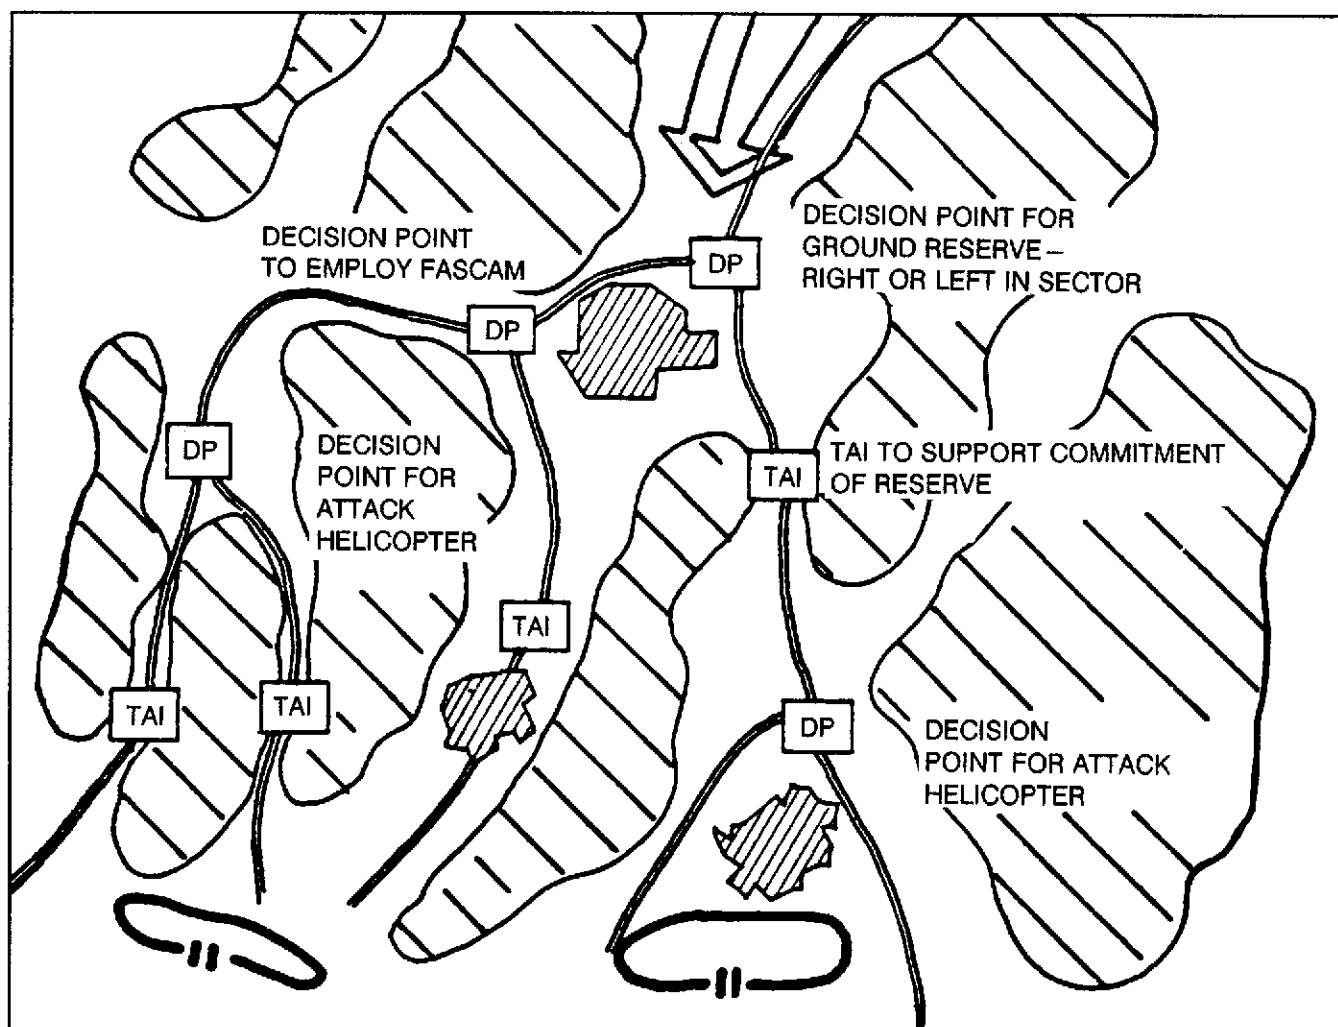 DECISION POINT
TO EMPLOY FASCAM
DECISION POINT FOR
GROUND RESERVE–
RIGHT OR LEFT IN SECTOR
DP
DP
DP
DECISION
POINT FOR
ATTACK
HELICOPTER
TAI
TAI TO SUPPORT COMMITMENT
OF RESERVE
TAI
TAI
TAI
DP
DECISION
POINT FOR ATTACK
HELICOPTER